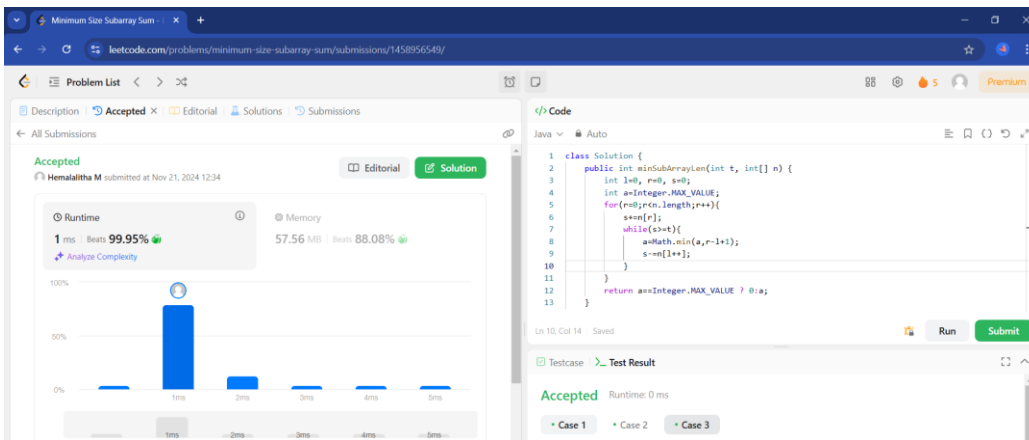 Minimum Size Subarray Sum - 
leetcode.com/problems/minimum-size-subarray-sum/submissions/1458956549/
Problem List
5
Premium
Description Accepted Editorial Solutions Submissions
All Submissions
Accepted
Hemalalitha M submitted at Nov 21, 2024 12:34
Editorial
Solution
Runtime
1 ms Beats 99.95%
Analyze Complexity
Memory
57.56 MB Beats 88.08%
100%
50%
0%
1ms 2ms 3ms 4ms 5ms
1ms 2ms 3ms 4ms 5ms
</> Code
Java Auto
1 class Solution {
2 public int minSubArrayLen(int t, int[] n) {
3 int l=0, r=0, s=0;
4 int a=Integer.MAX_VALUE;
5 for(r=0;r<n.length;r++){
6 s+=n[r];
7 while(s>=t){
8 a=Math.min(a,r-l+1);
9 s-=n[l++];
10 }
11 }
12 return a==Integer.MAX_VALUE ? 0:a;
13 }
Ln 10, Col 14 Saved
Run
Submit
Testcase >_ Test Result
Accepted Runtime: 0 ms
• Case 1 • Case 2 • Case 3